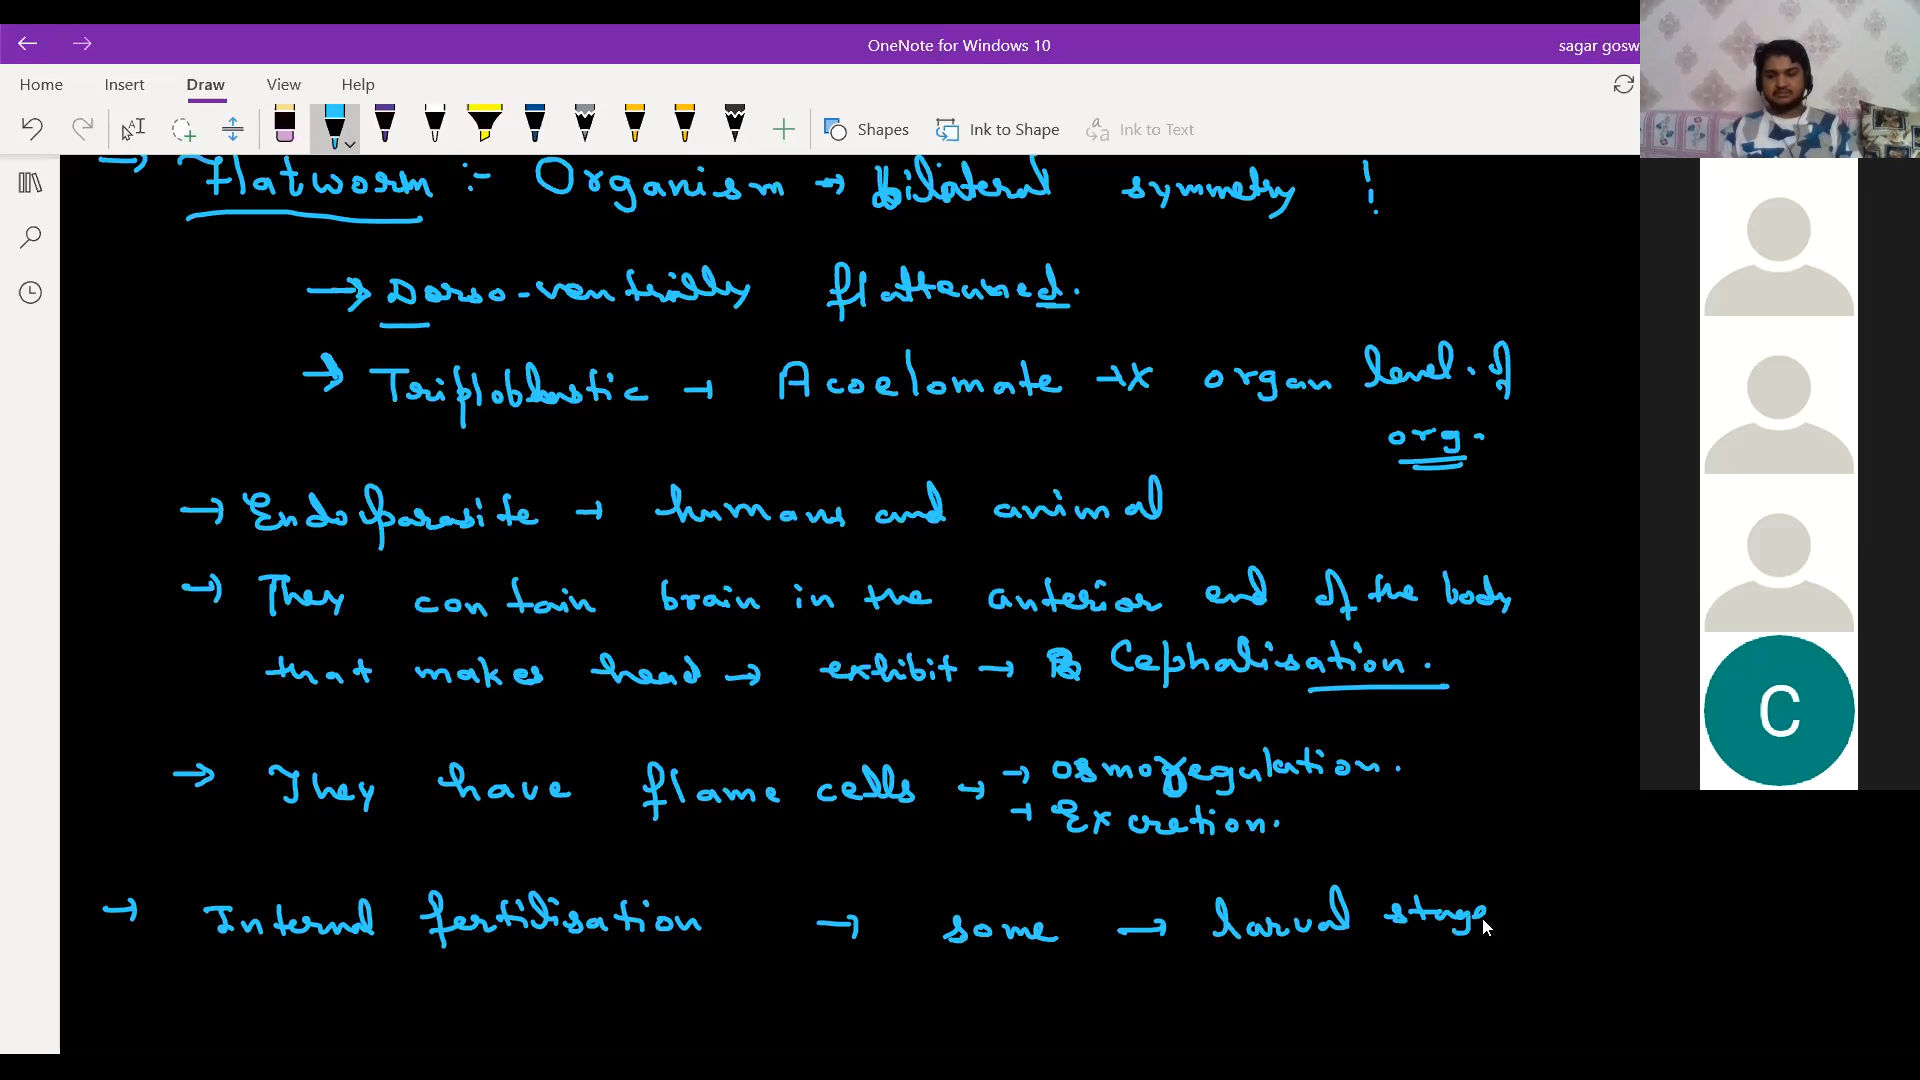 OneNote for Windows 10
sagar gosw
Home Insert Draw View Help
Shapes Ink to Shape Ink to Text
→ Flatworm :- Organism → bilateral symmetry !
→ Dorso-ventrally flattened.
→ Triploblastic → Acoelomate → x organ level of
org.
→ Endoparasite → humans and animal
→ They contain brain in the anterior end of the body
that makes head → exhibit → Cephalisation.
→ They have flame cells → → osmoregulation.
→ Excretion.
→ Internal fertilisation → some → larval stage
C